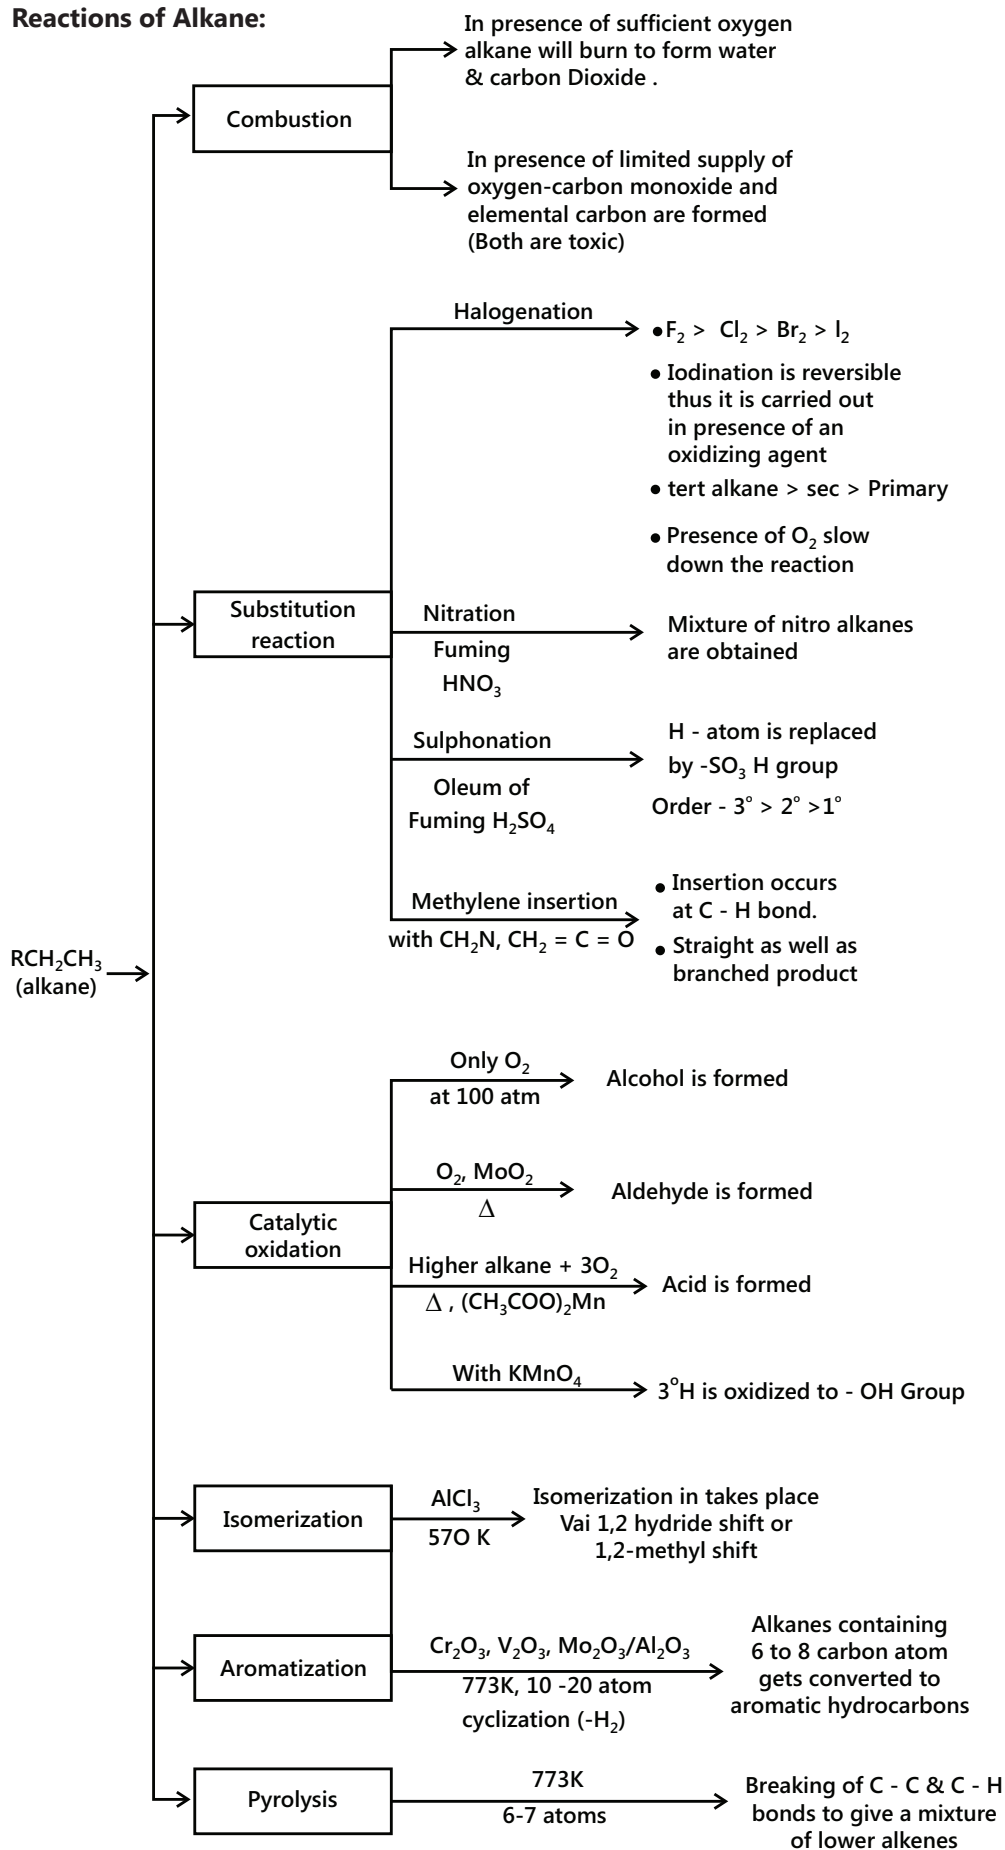 Reactions of Alkane:
In presence of sufficient oxygen
alkane will burn to form water
& carbon Dioxide .
Combustion
In presence of limited supply of
oxygen-carbon monoxide and
elemental carbon are formed
(Both are toxic)
Halogenation
●F₂ > Cl₂ > Br₂ > l₂
● Iodination is reversible
thus it is carried out
in presence of an
oxidizing agent
● tert alkane > sec > Primary
● Presence of O₂ slow
down the reaction
Substitution
reaction
Nitration
Fuming
HNO₃
Mixture of nitro alkanes
are obtained
Sulphonation
Oleum of
Fuming H₂SO₄
H - atom is replaced
by -SO₃ H group
Order - 3° > 2° >1°
Methylene insertion
with CH₂N, CH₂ = C = O
● Insertion occurs
at C - H bond.
● Straight as well as
branched product
RCH₂CH₃
(alkane)
Only O₂
at 100 atm
Alcohol is formed
O₂, MoO₂
Δ
Aldehyde is formed
Catalytic
oxidation
Higher alkane + 3O₂
Δ , (CH₃COO)₂Mn
Acid is formed
With KMnO₄
3°H is oxidized to - OH Group
Isomerization
AlCl₃
57O K
Isomerization in takes place
Vai 1,2 hydride shift or
1,2-methyl shift
Aromatization
Cr₂O₃, V₂O₃, Mo₂O₃/Al₂O₃
773K, 10 -20 atom
cyclization (-H₂)
Alkanes containing
6 to 8 carbon atom
gets converted to
aromatic hydrocarbons
Pyrolysis
773K
6-7 atoms
Breaking of C - C & C - H
bonds to give a mixture
of lower alkenes